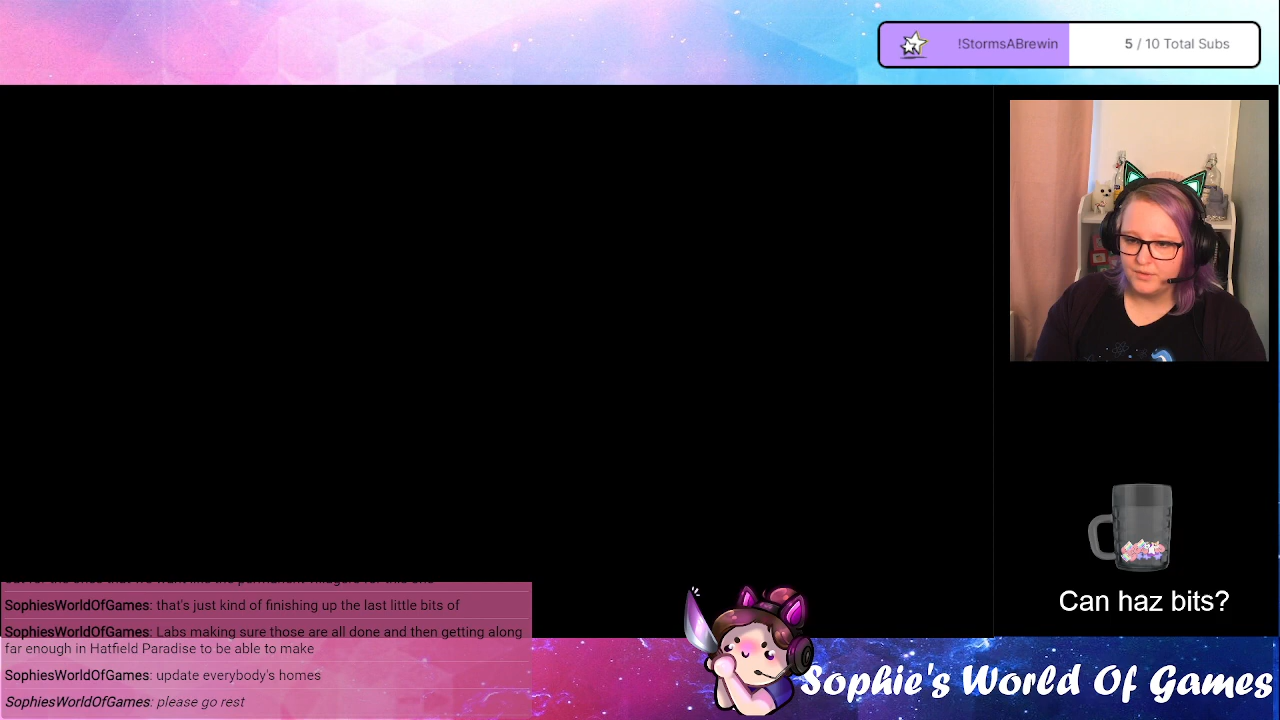 !StormsABrewin 5 / 10 Total Subs
Can haz bits?
SophiesWorldOfGames: that's just kind of finishing up the last little bits of
SophiesWorldOfGames: Labs making sure those are all done and then getting along
far enough in Hatfield Paradise to be able to make
SophiesWorldOfGames: update everybody's homes
SophiesWorldOfGames: please go rest
Sophie's World Of Games